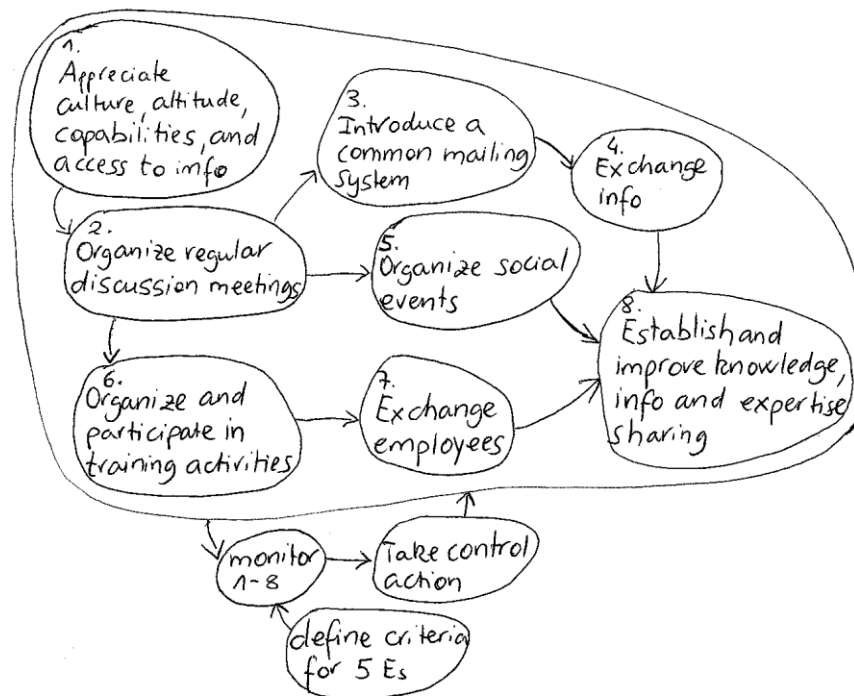 1.
Appreciate
culture, altitude,
capabilities, and
access to info
2.
Organize regular
discussion meetings
3.
Introduce a
common mailing
system
4.
Exchange
info
5.
Organize social
events
6.
Organize and
participate in
training activities
7.
Exchange
employees
8.
Establish and
improve knowledge,
info and expertise
sharing
monitor
1-8
Take control
action
define criteria
for 5 Es